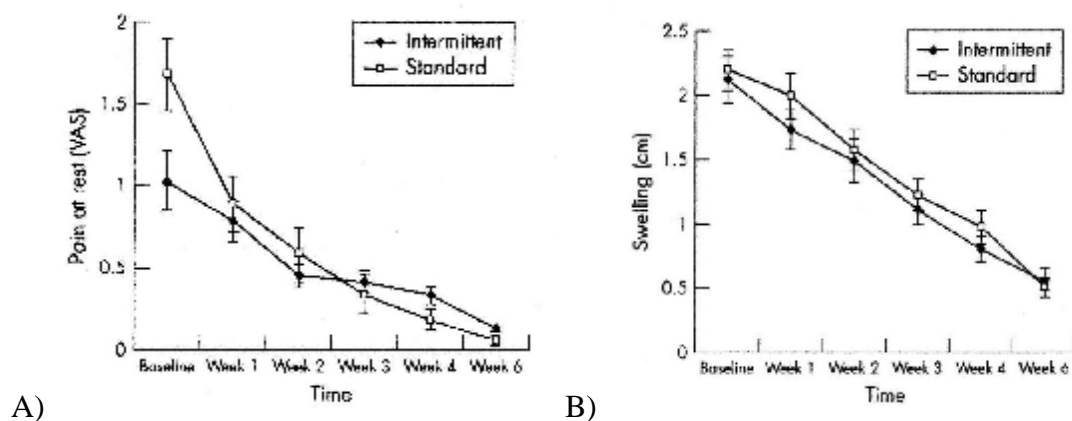 2
1.5
1
0.5
0
Pain at rest (VAS)
Intermittent
Standard
Baseline Week 1 Week 2 Week 3 Week 4 Week 6
Time
A)
2.5
2
1.5
1
0.5
0
Swelling (cm)
Intermittent
Standard
Baseline Week 1 Week 2 Week 3 Week 4 Week 6
Time
B)